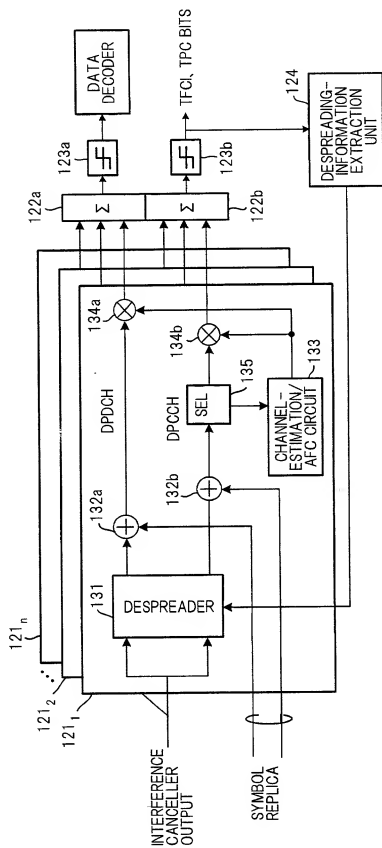 121n
121₂
121₁
INTERFERENCE
CANCELLER
OUTPUT
SYMBOL
REPLICA
131
DESPREADER
132a
132b
DPDCH
DPCCH
SEL
135
134a
134b
CHANNEL-
ESTIMATION/
AFC CIRCUIT
133
122a
Σ
Σ
122b
123a
123b
DATA
DECODER
TFCI, TPC BITS
124
DESPREADING-
INFORMATION
EXTRACTION
UNIT